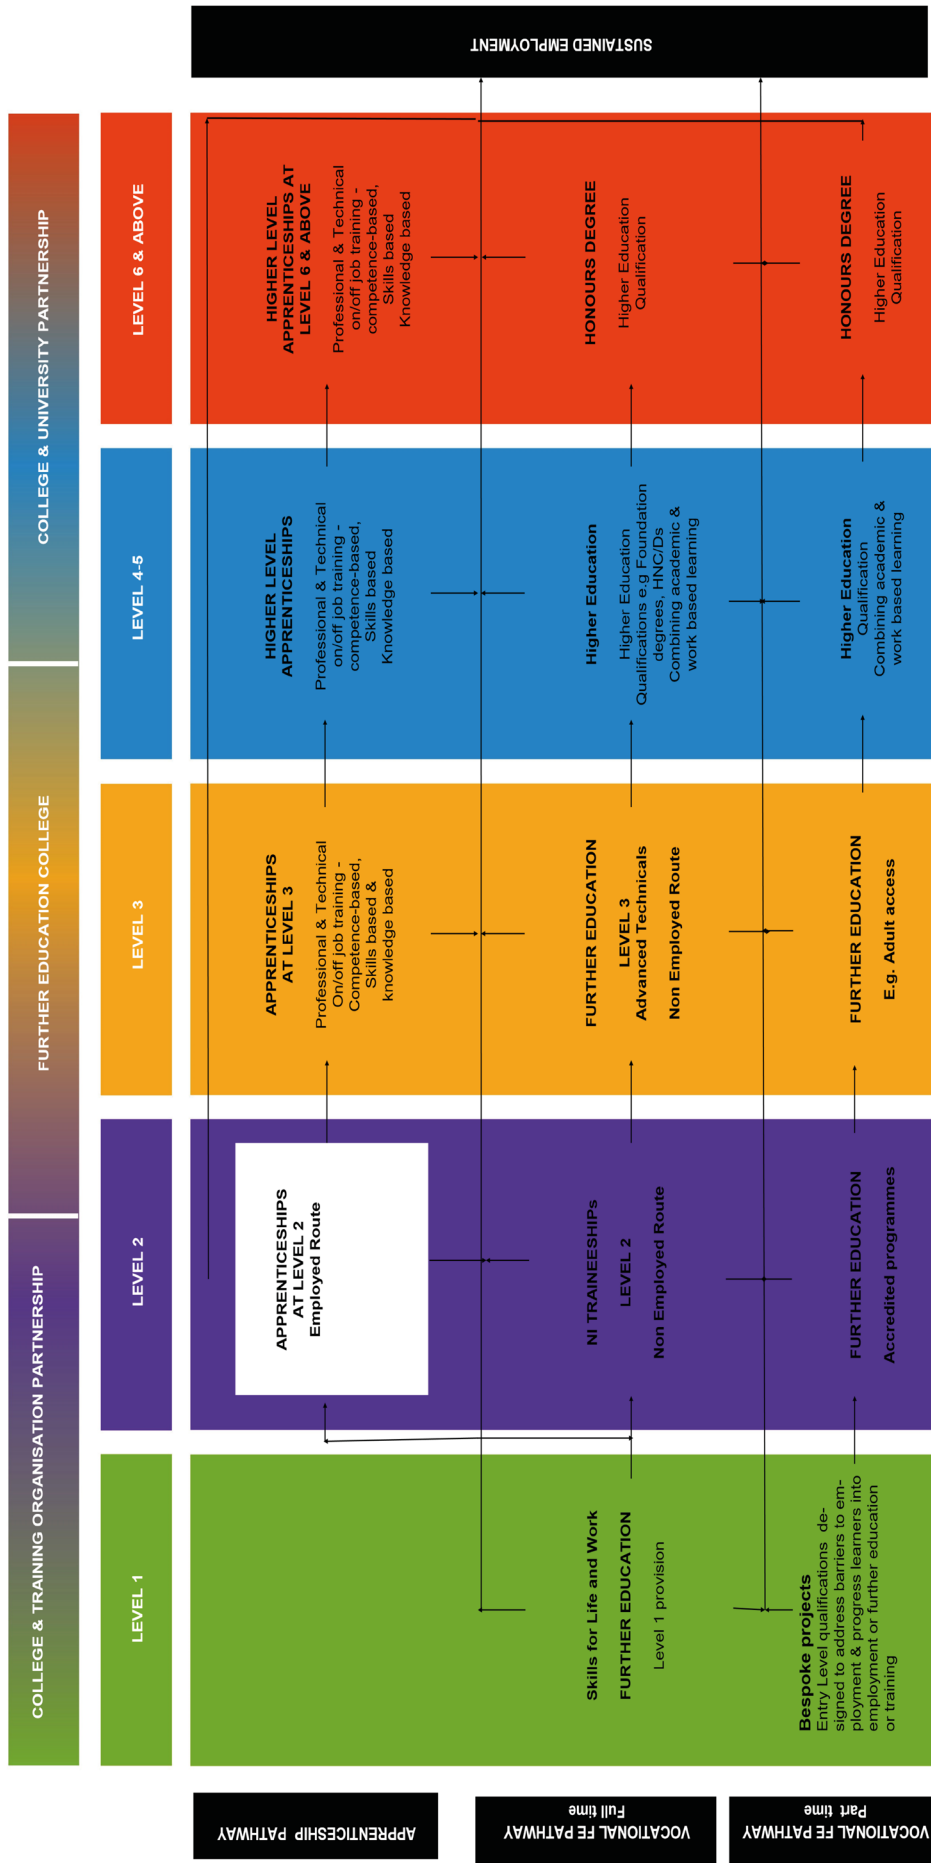 COLLEGE & TRAINING ORGANISATION PARTNERSHIP
FURTHER EDUCATION COLLEGE
COLLEGE & UNIVERSITY PARTNERSHIP
LEVEL 1
LEVEL 2
LEVEL 3
LEVEL 4-5
LEVEL 6 & ABOVE
APPRENTICESHIP PATHWAY
APPRENTICESHIPS
AT LEVEL 2
Employed Route
APPRENTICESHIPS
AT LEVEL 3
Professional & Technical
On/off job training -
Competence-based,
Skills based &
knowledge based
HIGHER LEVEL
APPRENTICESHIPS
Professional & Technical
on/off job training -
competence-based,
Skills based
Knowledge based
HIGHER LEVEL
APPRENTICESHIPS AT
LEVEL 6 & ABOVE
Professional & Technical
on/off job training -
competence-based,
Skills based
Knowledge based
VOCATIONAL FE PATHWAY
Full time
Skills for Life and Work
FURTHER EDUCATION
Level 1 provision
NI TRAINEESHIPs
LEVEL 2
Non Employed Route
FURTHER EDUCATION
LEVEL 3
Advanced Technicals
Non Employed Route
Higher Education
Higher Education
Qualifications e.g Foundation
degrees, HNC/Ds
Combining academic &
work based learning
HONOURS DEGREE
Higher Education
Qualification
VOCATIONAL FE PATHWAY
Part time
Bespoke projects
Entry Level qualifications de-
signed to address barriers to em-
ployment & progress learners into
employment or further education
or training
FURTHER EDUCATION
Accredited programmes
FURTHER EDUCATION
E.g. Adult access
Higher Education
Qualification
Combining academic &
work based learning
HONOURS DEGREE
Higher Education
Qualification
SUSTAINED EMPLOYMENT